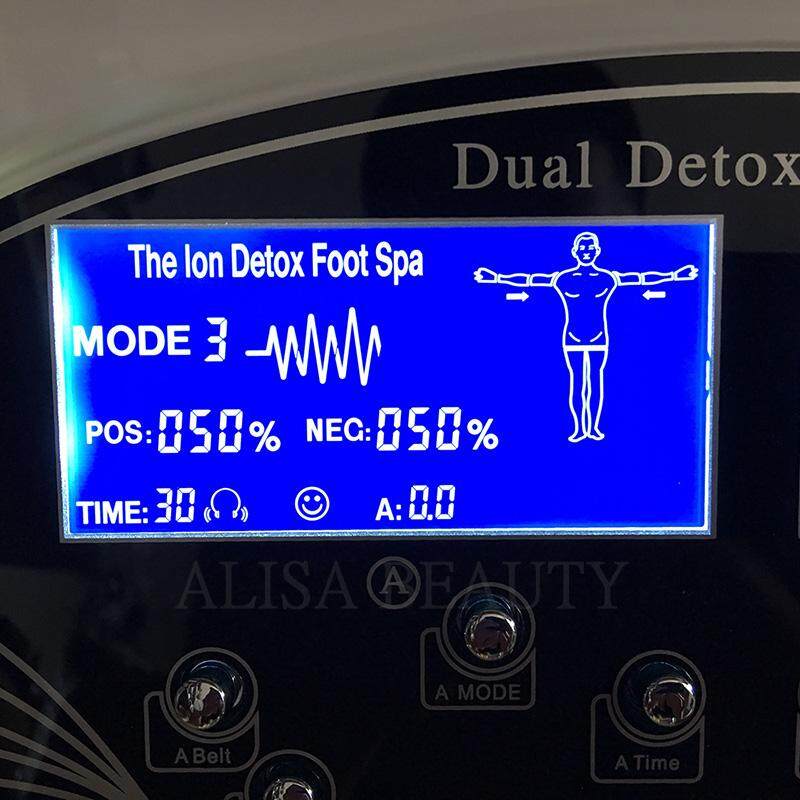 Dual Detox
The Ion Detox Foot Spa
MODE 3
POS:050% NEG:050%
TIME:30 A:0.0
A
ALISA BEAUTY
A MODE
A Belt
A Time